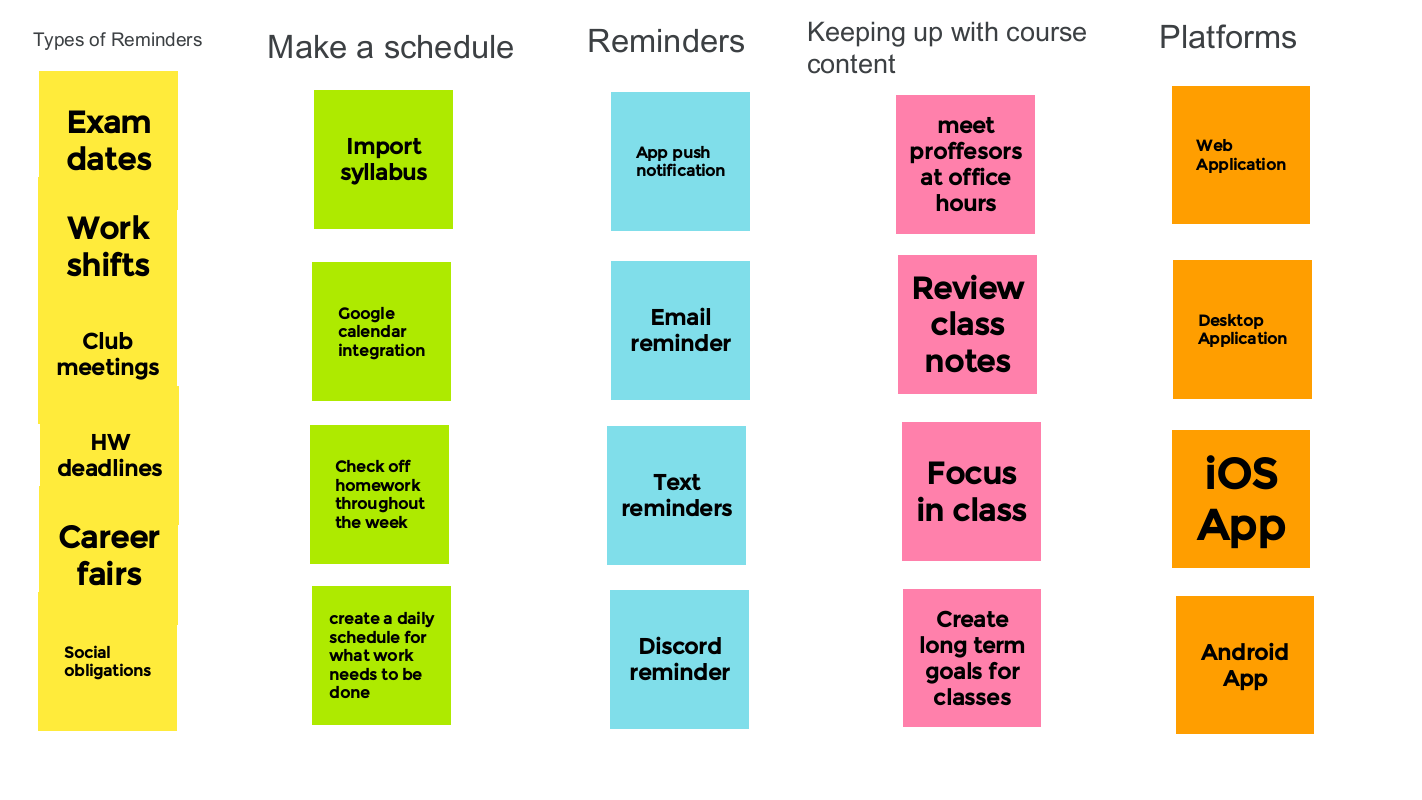 Types of Reminders
Exam
dates
Work
shifts
Club
meetings
HW
deadlines
Career
fairs
Social
obligations
Make a schedule
Import
syllabus
Google
calendar
integration
Check off
homework
throughout
the week
create a daily
schedule for
what work
needs to be
done
Reminders
App push
notification
Email
reminder
Text
reminders
Discord
reminder
Keeping up with course
content
meet
proffesors
at office
hours
Review
class
notes
Focus
in class
Create
long term
goals for
classes
Platforms
Web
Application
Desktop
Application
iOS
App
Android
App